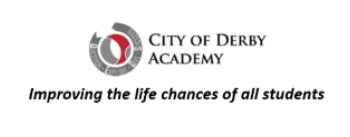 CITY OF DERBY
ACADEMY
Improving the life chances of all students